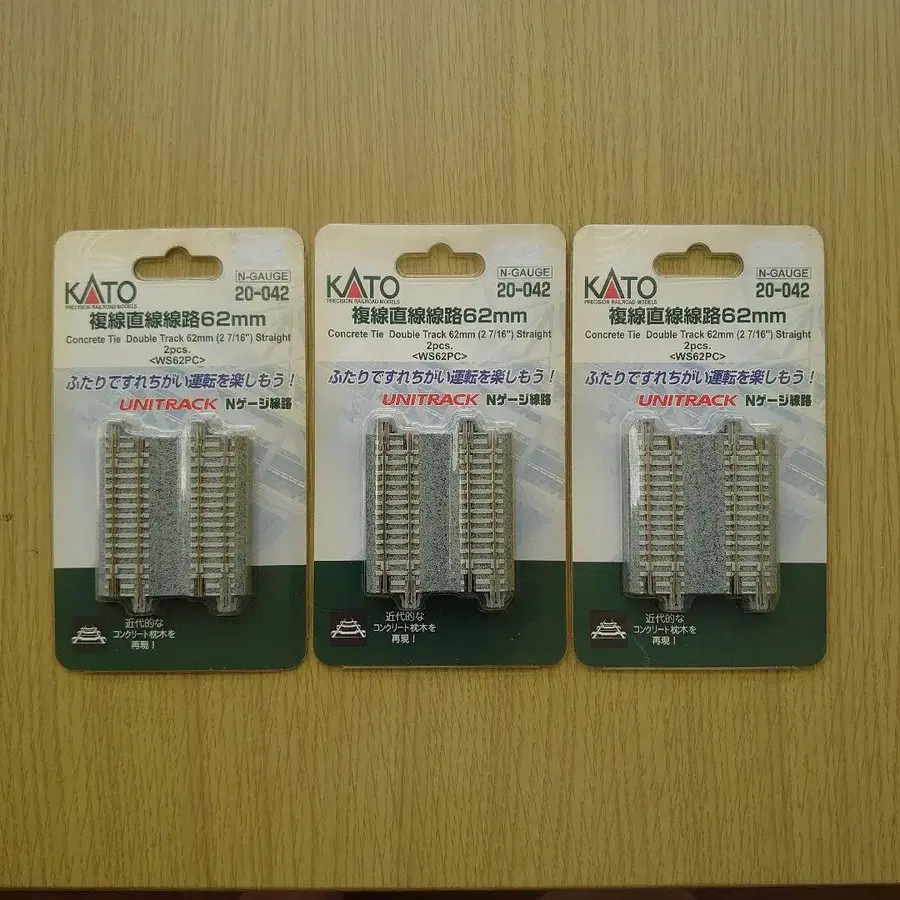 KATO
PRECISION RAILROAD MODELS
N-GAUGE
20-042
複線直線線路62mm
Concrete Tie Double Track 62mm (2 7/16") Straight
2pcs.
<WS62PC>
ふたりですれちがい運転を楽しもう!
UNITRACK Nゲージ線路
近代的な
コンクリート枕木を
再現!
KATO
PRECISION RAILROAD MODELS
N-GAUGE
20-042
複線直線線路62mm
Concrete Tie Double Track 62mm (2 7/16") Straight
2pcs.
<WS62PC>
ふたりですれちがい運転を楽しもう!
UNITRACK Nゲージ線路
近代的な
コンクリート枕木を
再現!
KATO
PRECISION RAILROAD MODELS
N-GAUGE
20-042
複線直線線路62mm
Concrete Tie Double Track 62mm (2 7/16") Straight
2pcs.
<WS62PC>
ふたりですれちがい運転を楽しもう!
UNITRACK Nゲージ線路
近代的な
コンクリート枕木を
再現!